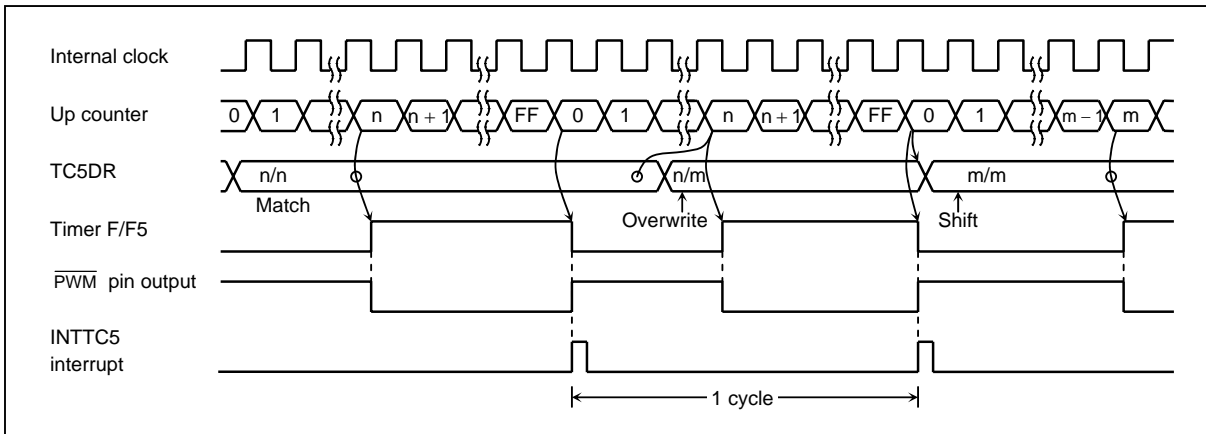 Internal clock
Up counter 0 1 n n + 1 FF 0 1 n n + 1 FF 0 1 m − 1 m
TC5DR n/n n/m m/m
Match Overwrite Shift
Timer F/F5
PWM pin output
INTTC5
interrupt
1 cycle